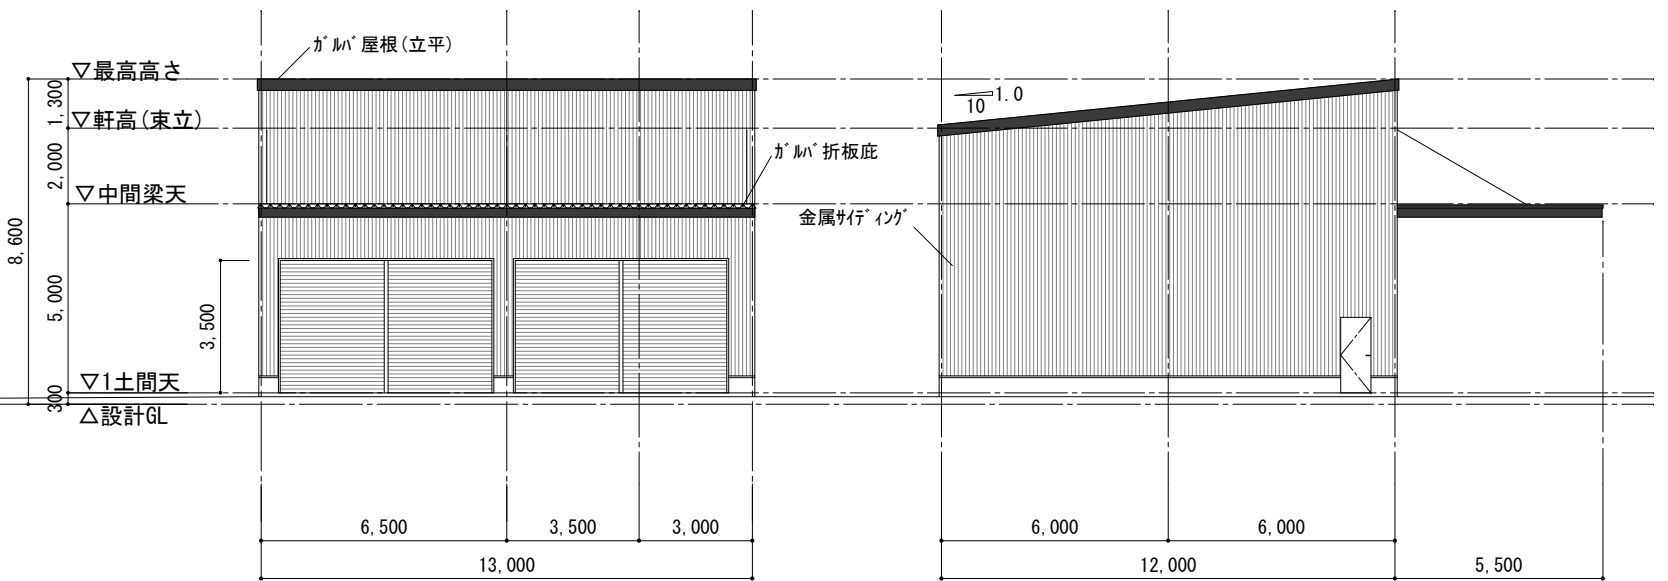 ｶﾞﾙﾊﾞ屋根(立平)
▽最高高さ
1,300
▽軒高(束立)
2,000
ｶﾞﾙﾊﾞ折板庇
▽中間梁天
8,600
5,000
3,500
▽1土間天
300
△設計GL
6,500
3,500
3,000
13,000
10
1.0
金属ｻｲﾃﾞｨﾝｸﾞ
6,000
6,000
12,000
5,500